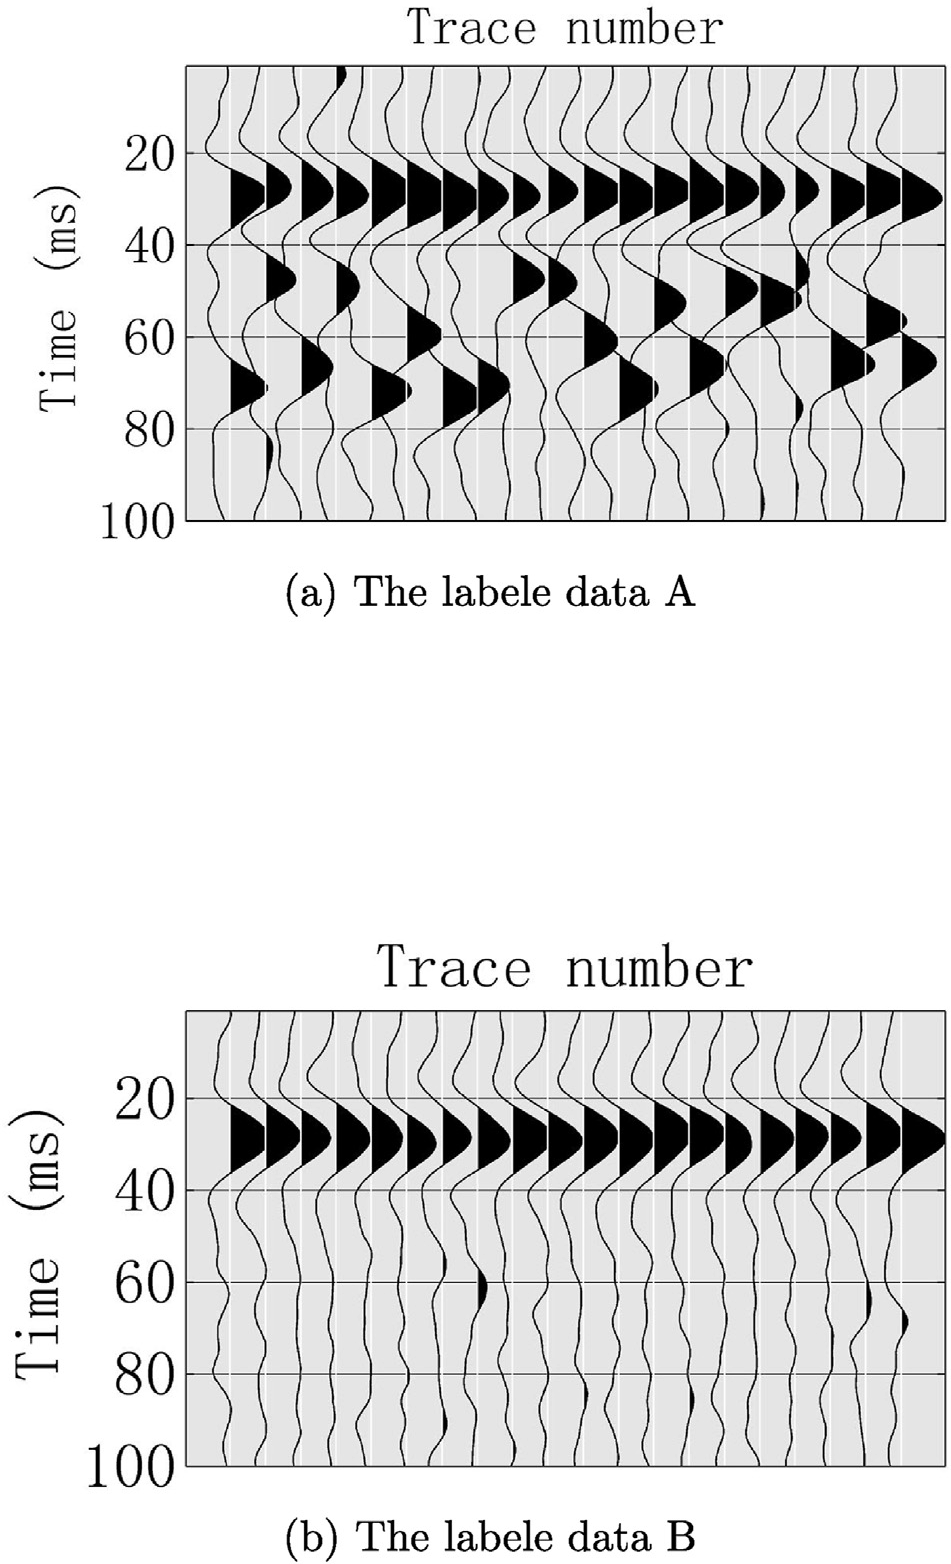 Trace number
Time (ms)
20
40
60
80
100
(a) The labele data A
Trace number
Time (ms)
20
40
60
80
100
(b) The labele data B